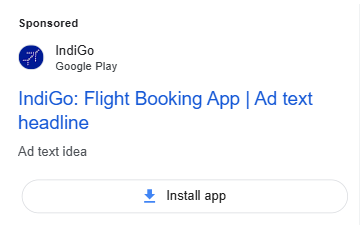 Sponsored
IndiGo
Google Play
IndiGo: Flight Booking App | Ad text
headline
Ad text idea
Install app